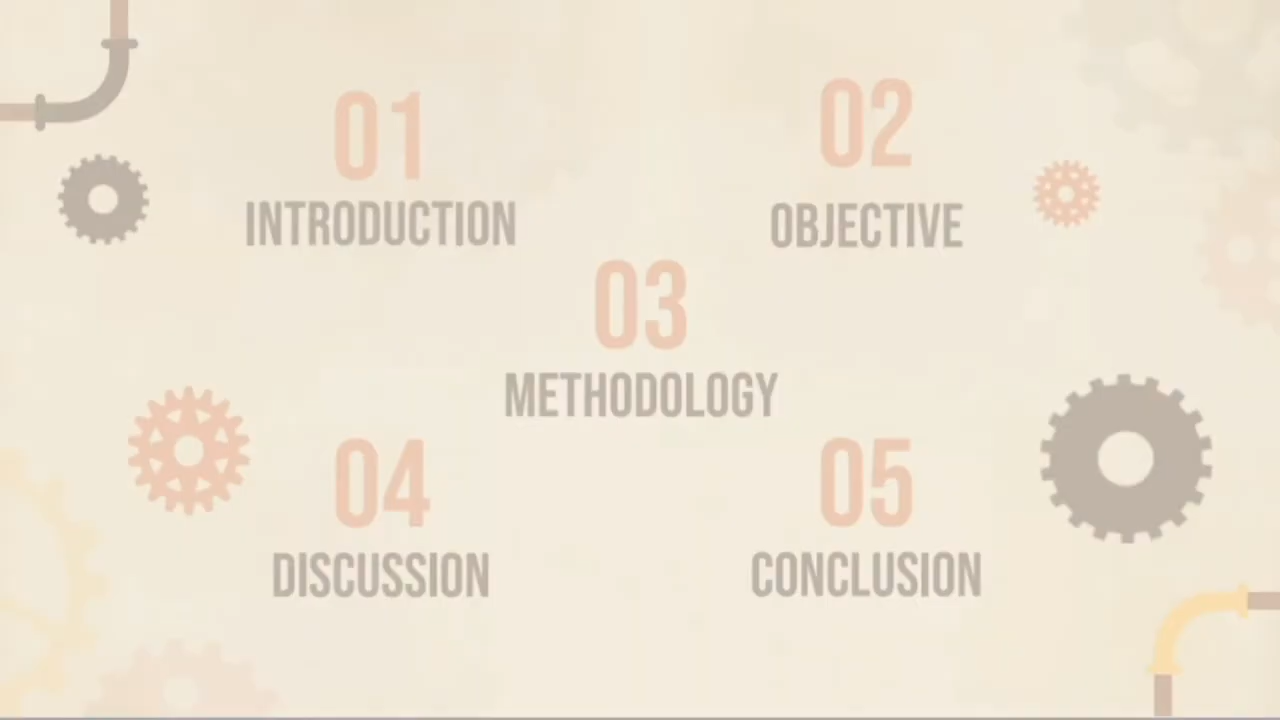 01
INTRODUCTION
02
OBJECTIVE
03
METHODOLOGY
04
DISCUSSION
05
CONCLUSION